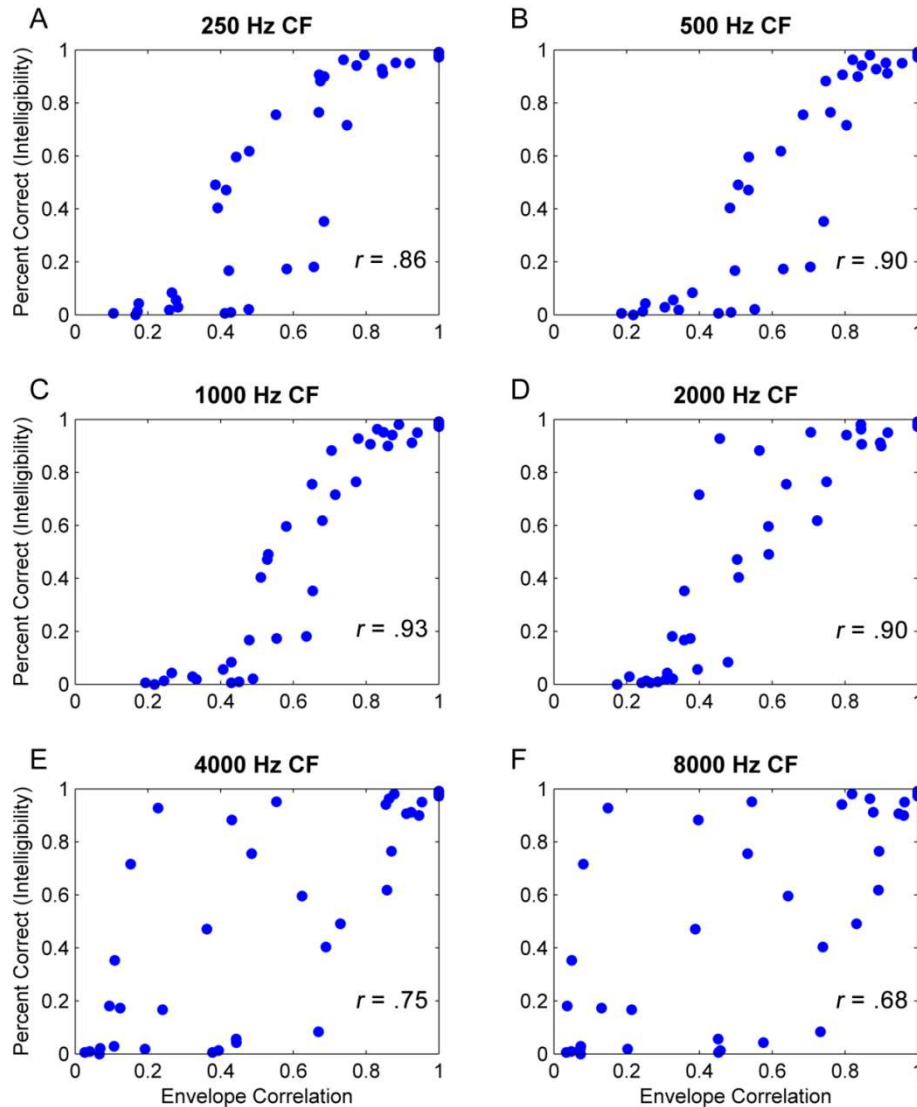 A 250 Hz CF
B 500 Hz CF
Percent Correct (Intelligibility)
1
0.8
0.6
0.4
0.2
0
r = .86
0 0.2 0.4 0.6 0.8 1
1
0.8
0.6
0.4
0.2
0
r = .90
0 0.2 0.4 0.6 0.8 1
C 1000 Hz CF
D 2000 Hz CF
Percent Correct (Intelligibility)
1
0.8
0.6
0.4
0.2
0
r = .93
0 0.2 0.4 0.6 0.8 1
1
0.8
0.6
0.4
0.2
0
r = .90
0 0.2 0.4 0.6 0.8 1
E 4000 Hz CF
F 8000 Hz CF
Percent Correct (Intelligibility)
1
0.8
0.6
0.4
0.2
0
r = .75
0 0.2 0.4 0.6 0.8 1
Envelope Correlation
1
0.8
0.6
0.4
0.2
0
r = .68
0 0.2 0.4 0.6 0.8 1
Envelope Correlation